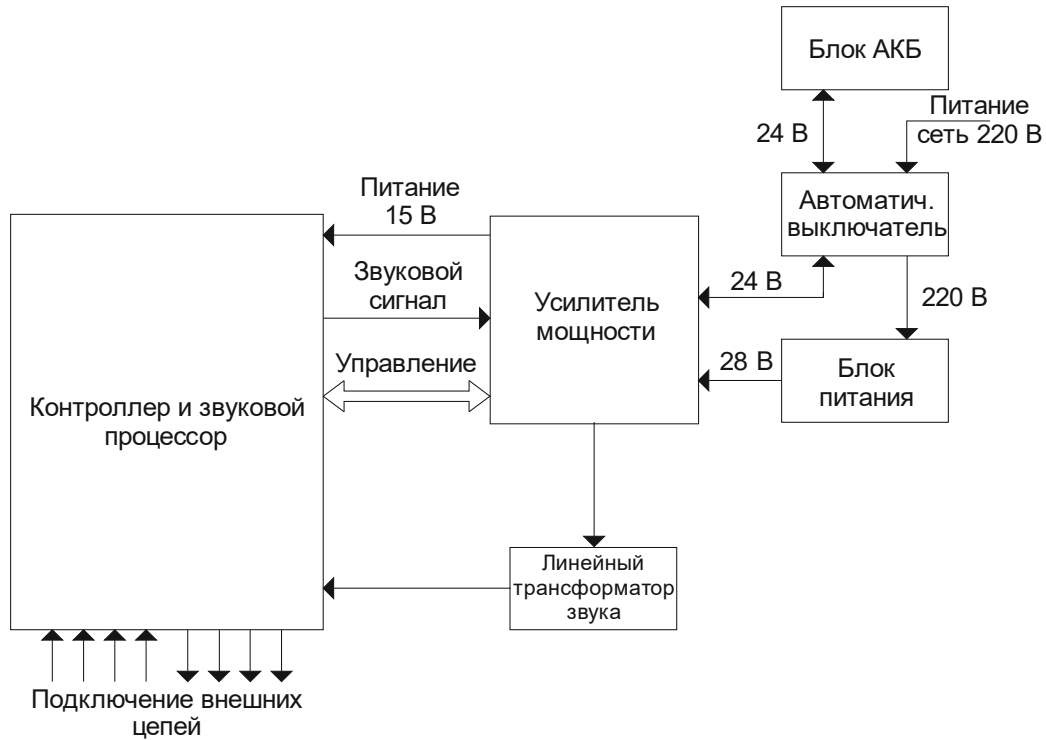 Блок АКБ
Питание
сеть 220 В
24 В
Автоматич.
выключатель
Питание
15 В
Звуковой
сигнал
Управление
Контроллер и звуковой
процессор
Усилитель
мощности
24 В
220 В
28 В
Блок
питания
Линейный
трансформатор
звука
Подключение внешних
цепей